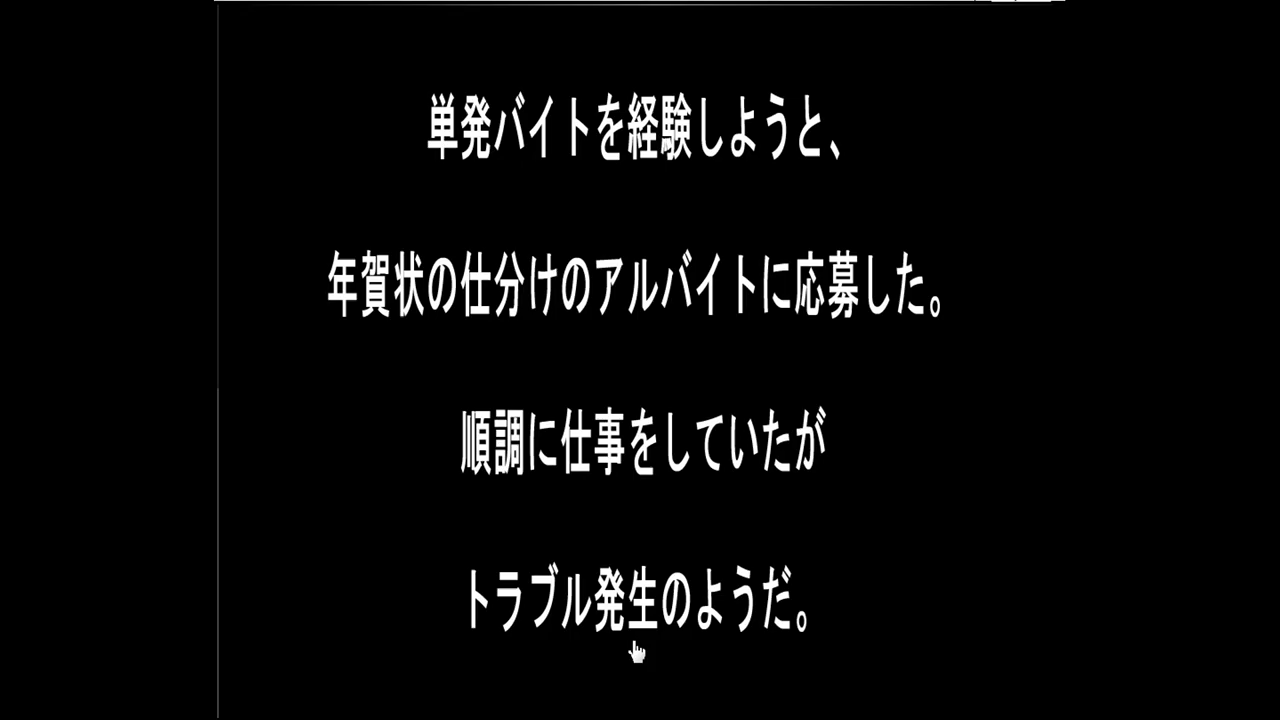 単発バイトを経験しようと、
年賀状の仕分けのアルバイトに応募した。
順調に仕事をしていたが
トラブル発生のようだ。